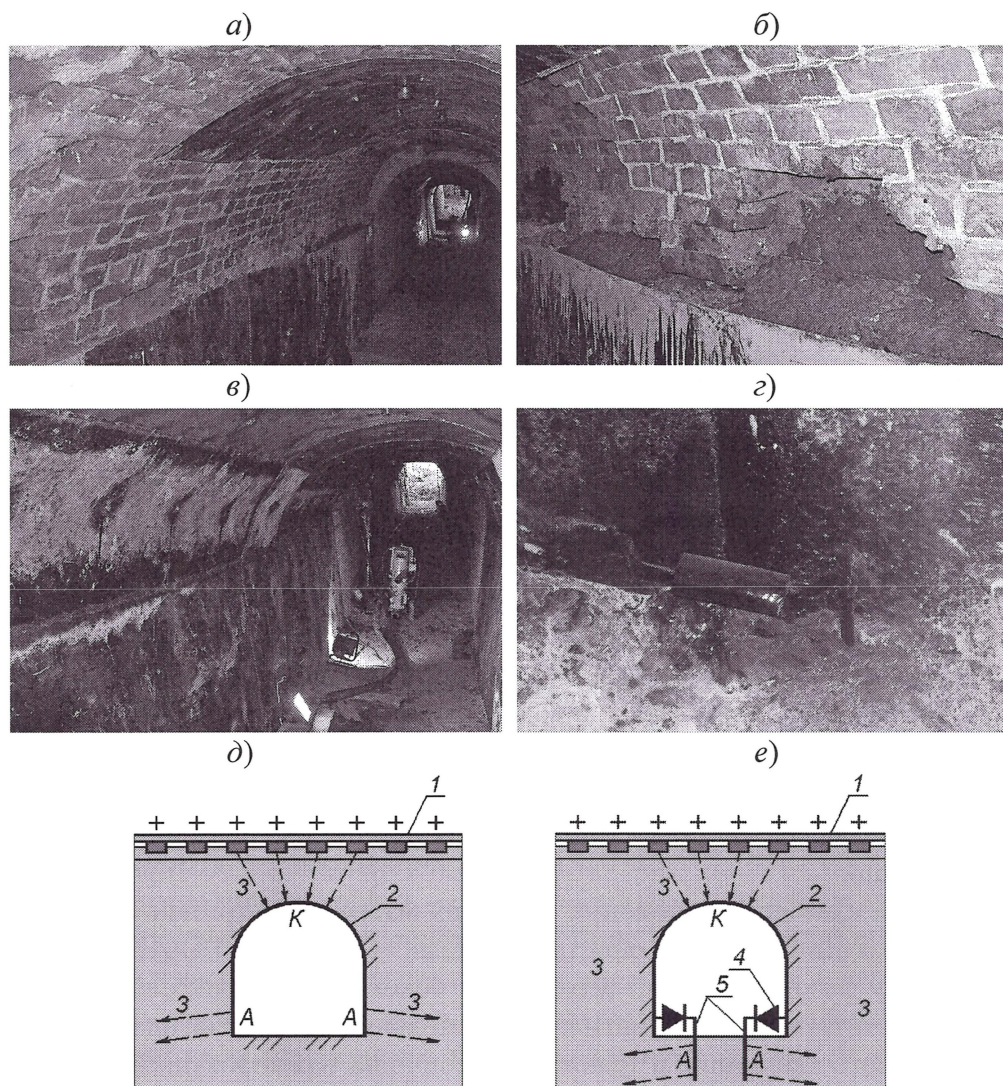 а) б)
в) г)
д) е)
1 1
+ + + + + + + + + + + + + + + +
3 2 3 2
К К
3 4
5
3 3 3
А А
А А